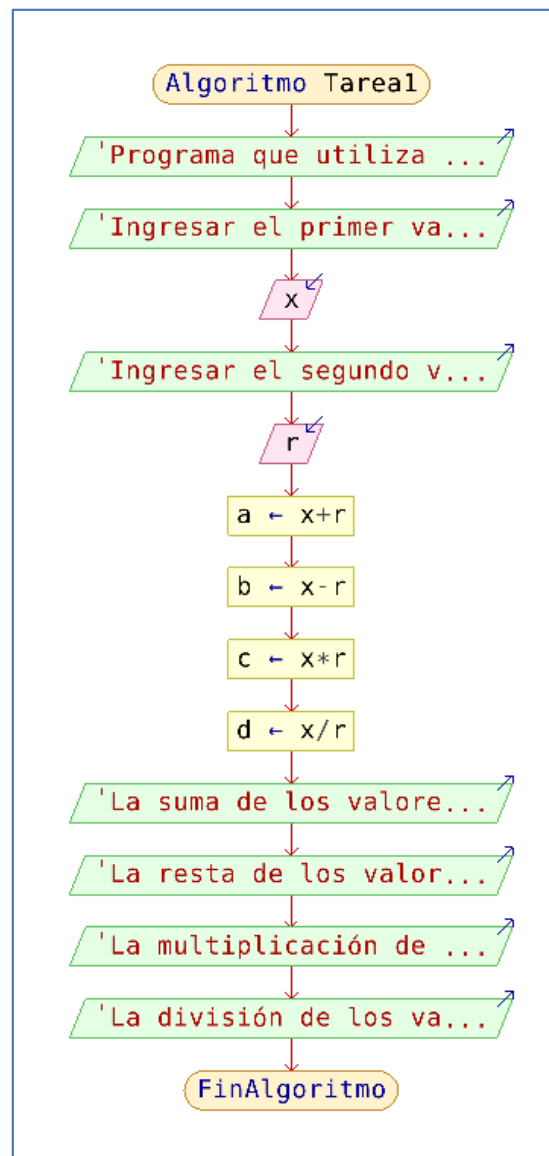 Algoritmo Tarea1
'Programa que utiliza ...
'Ingresar el primer va...
x
'Ingresar el segundo v...
r
a ← x+r
b ← x-r
c ← x*r
d ← x/r
'La suma de los valore...
'La resta de los valor...
'La multiplicación de ...
'La división de los va...
FinAlgoritmo